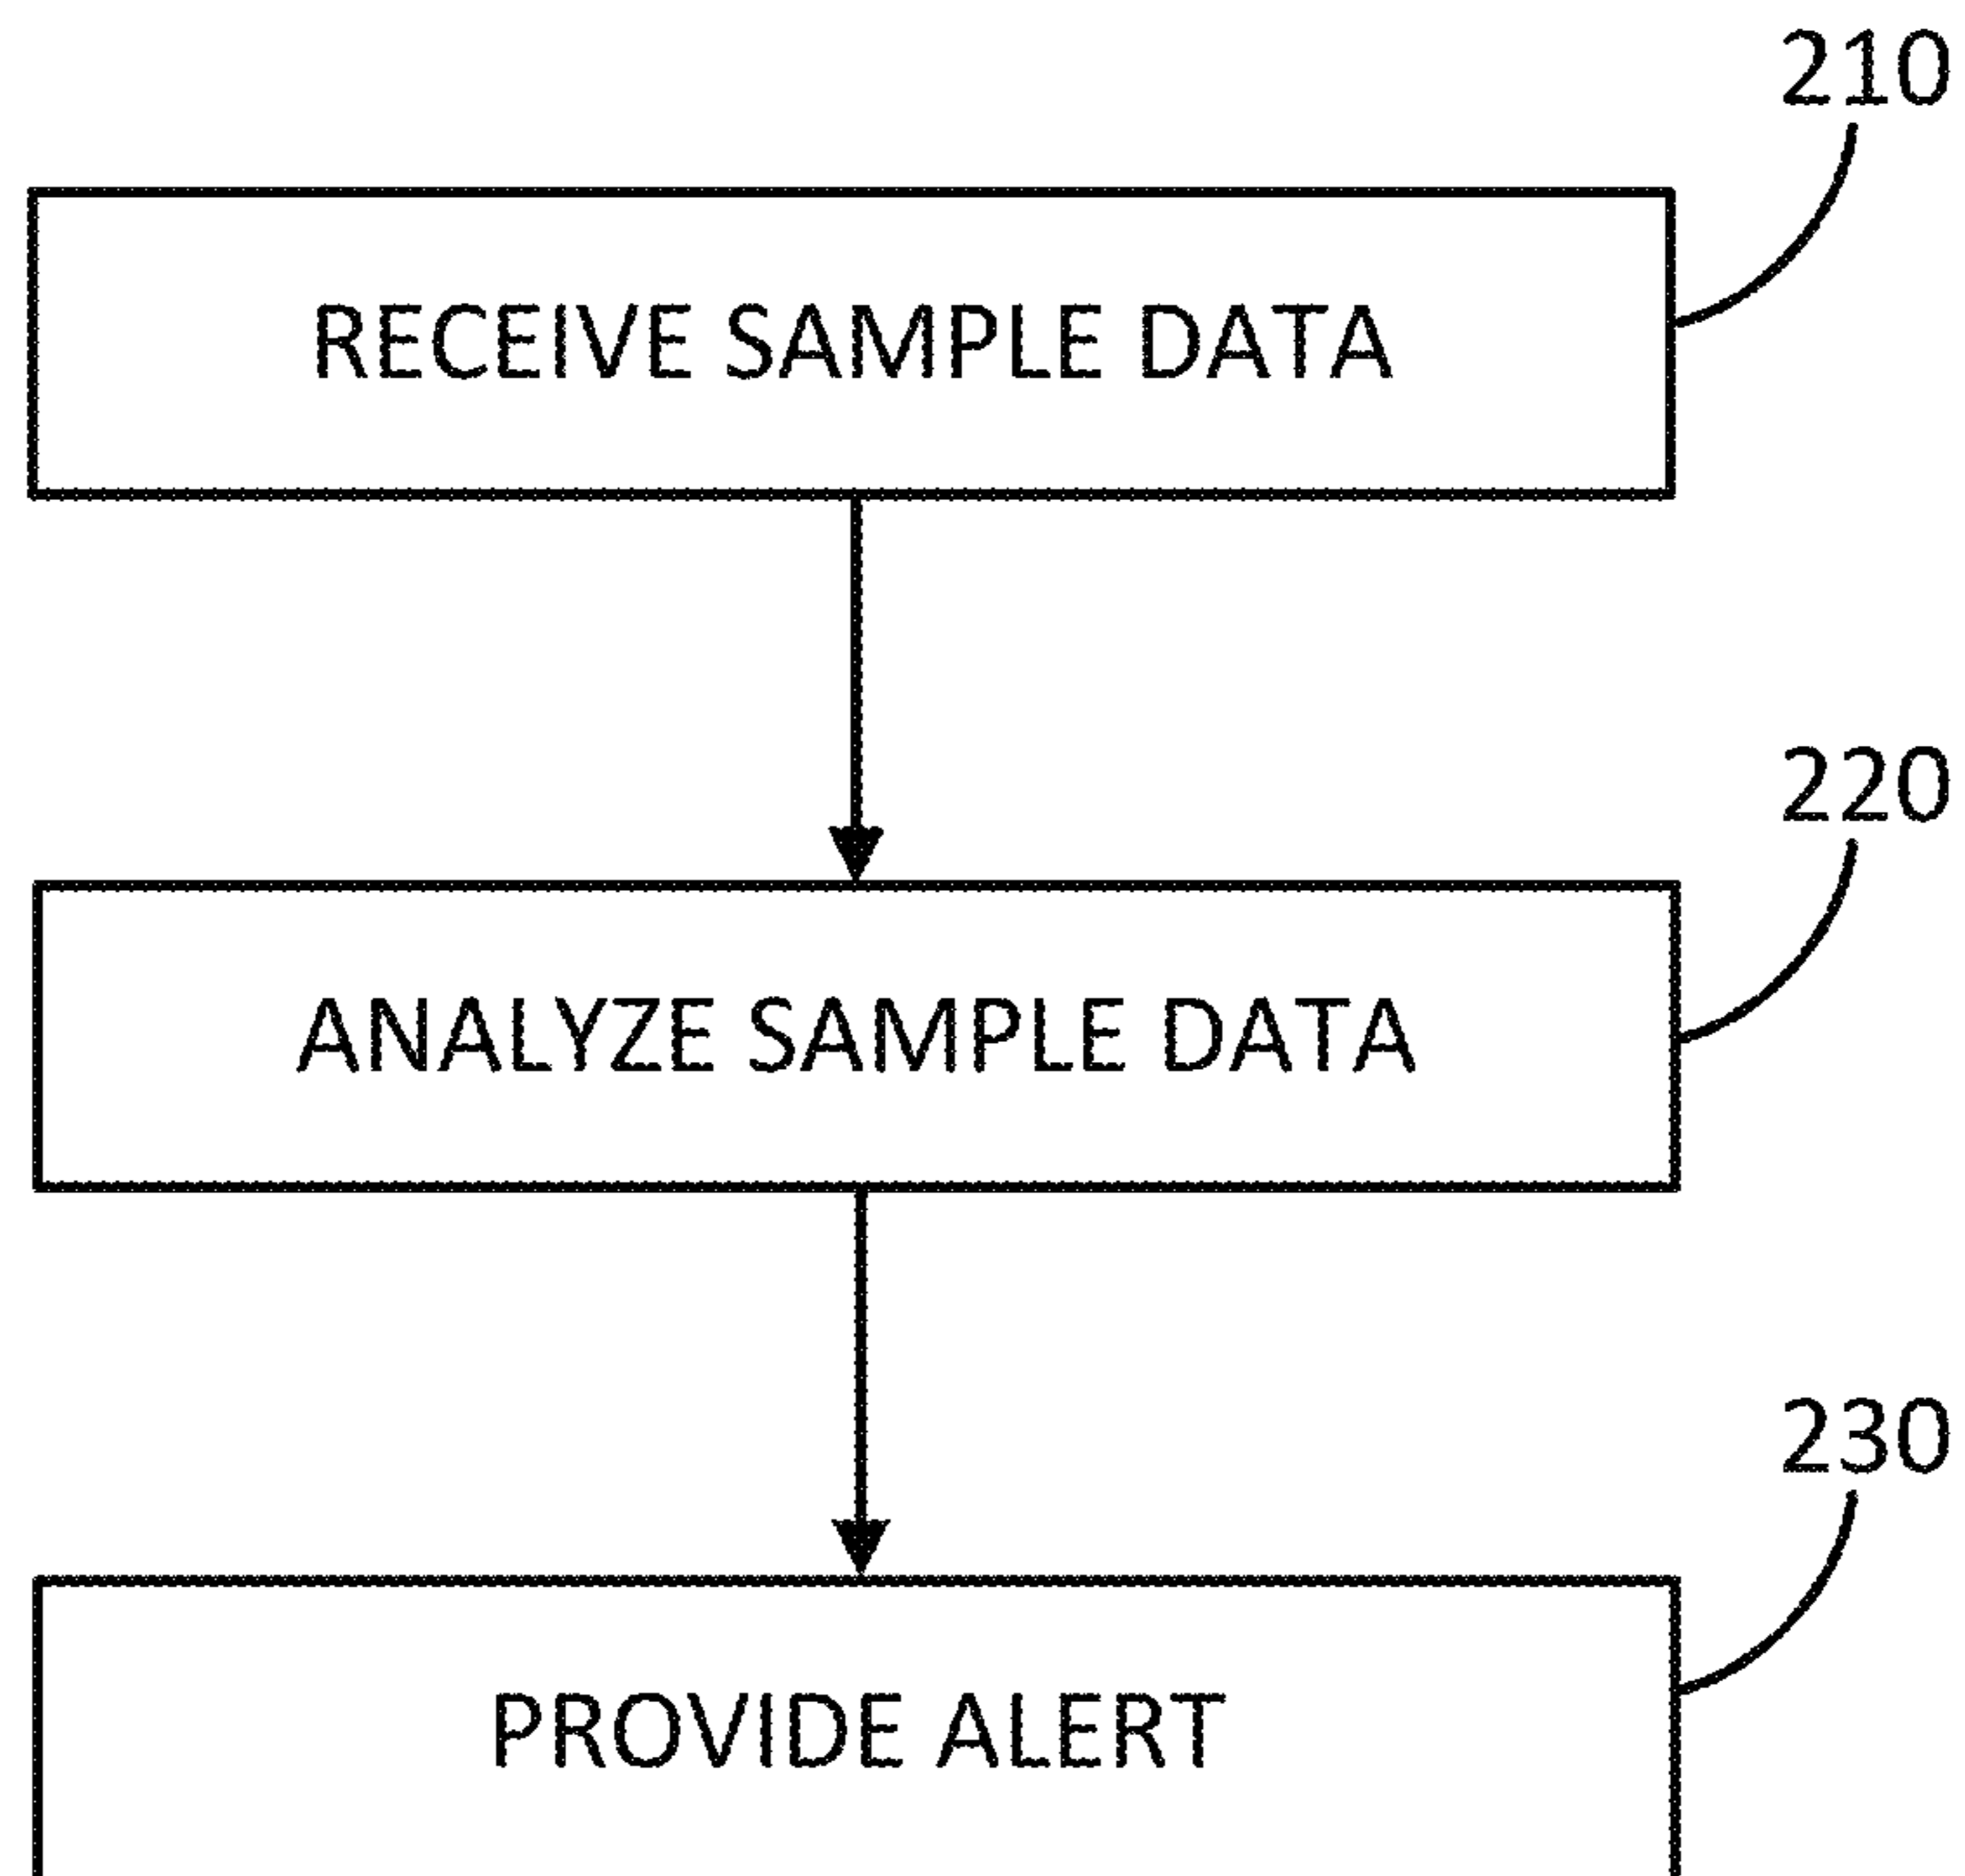 210
RECEIVE SAMPLE DATA
220
ANALYZE SAMPLE DATA
230
PROVIDE ALERT